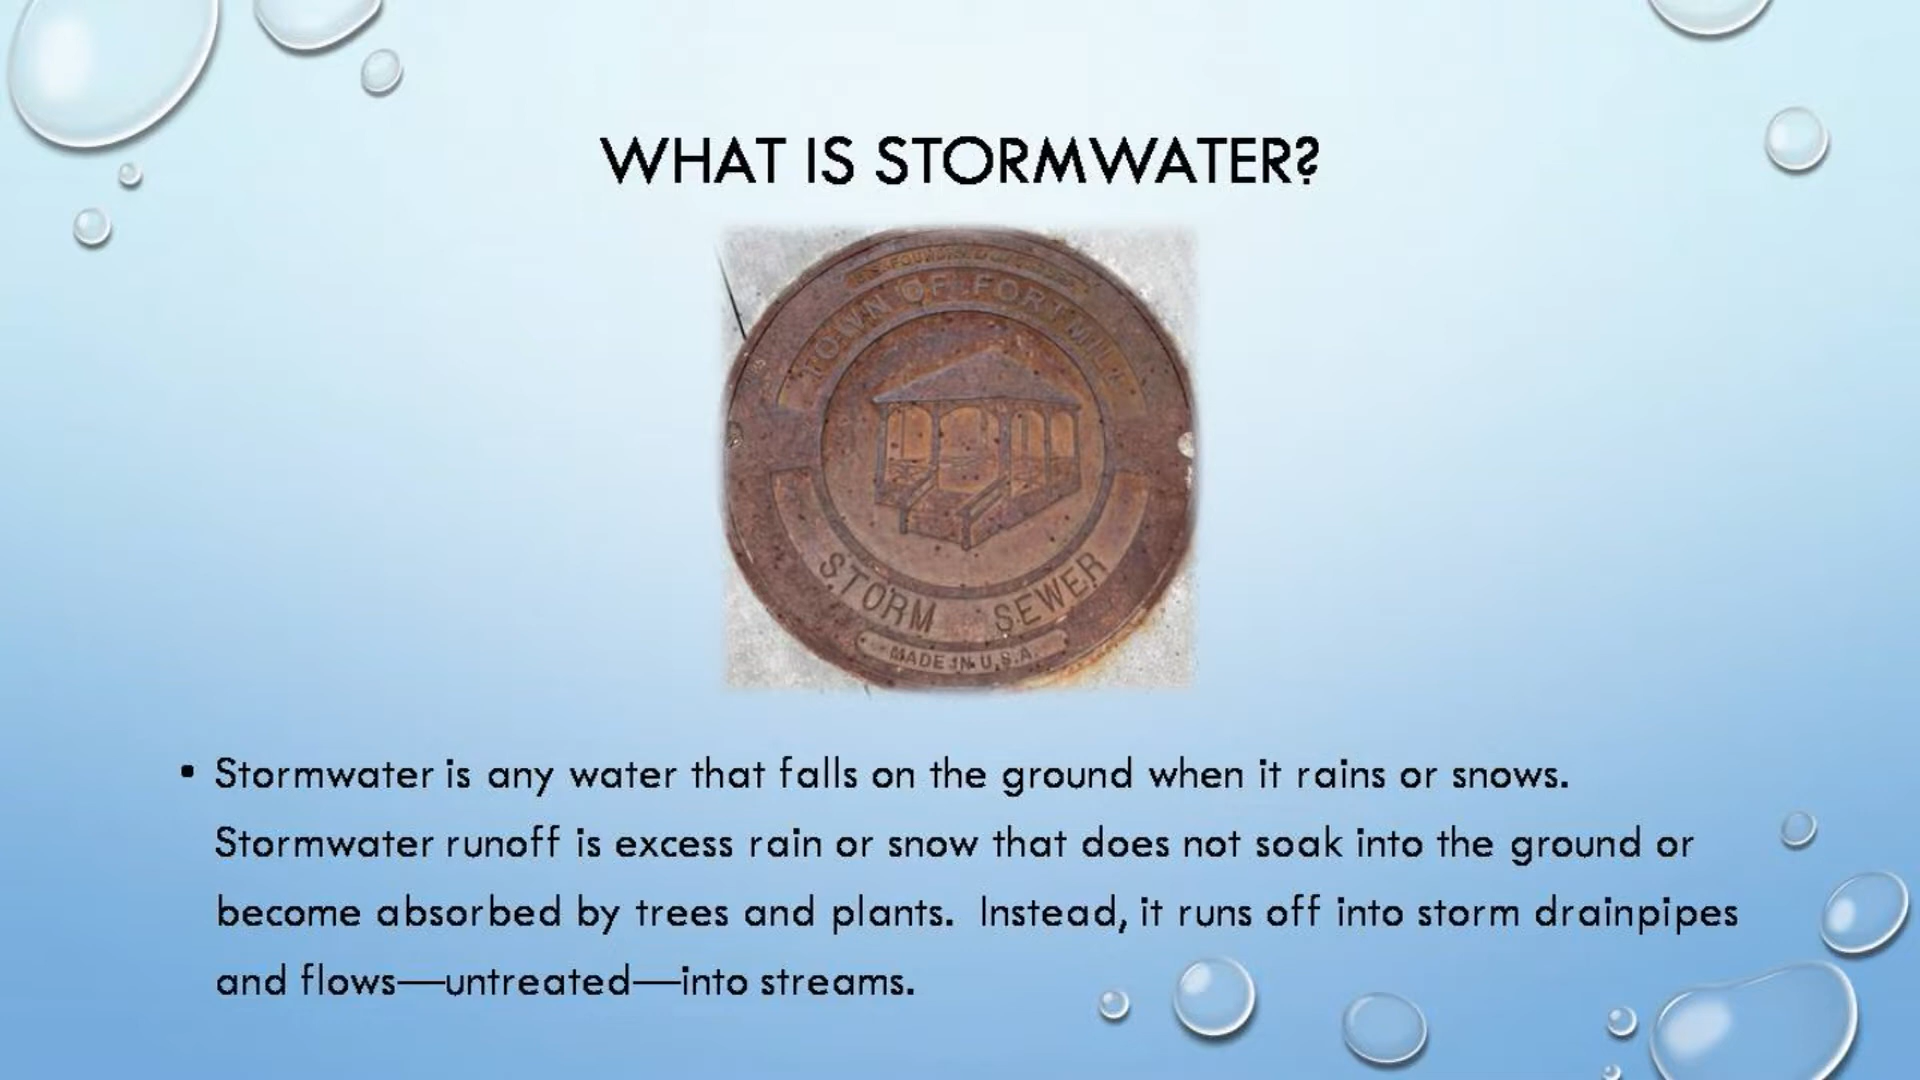 WHAT IS STORMWATER?
TOWN OF FORT MILL
STORM SEWER
MADE IN U.S.A.
• Stormwater is any water that falls on the ground when it rains or snows.
Stormwater runoff is excess rain or snow that does not soak into the ground or
become absorbed by trees and plants.  Instead, it runs off into storm drainpipes
and flows—untreated—into streams.